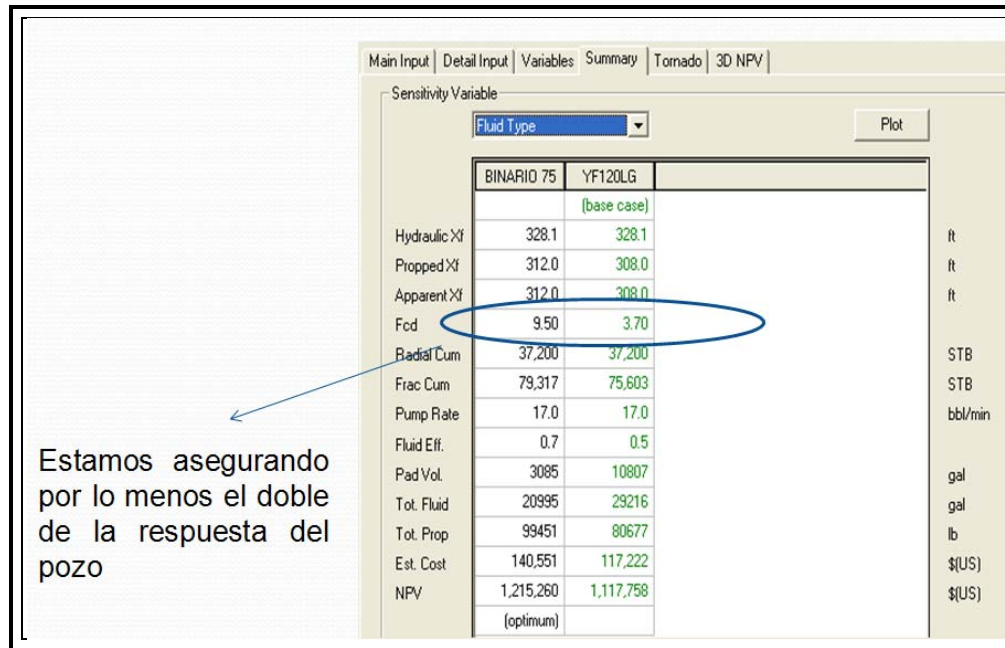 Main Input Detail Input Variables Summary Tornado 3D NPV
Sensitivity Variable
Fluid Type Plot
BINARIO 75 YF120LG
(base case)
Hydraulic Xf 328.1 328.1 ft
Propped Xf 312.0 308.0 ft
Apparent Xf 312.0 308.0 ft
Fcd 9.50 3.70
Radial Cum 37,200 37,200 STB
Frac Cum 79,317 75,603 STB
Pump Rate 17.0 17.0 bbl/min
Fluid Eff. 0.7 0.5
Pad Vol. 3085 10807 gal
Tot. Fluid 20995 29216 gal
Tot. Prop 99451 80677 lb
Est. Cost 140,551 117,222 $(US)
NPV 1,215,260 1,117,758 $(US)
(optimum)
Estamos asegurando
por lo menos el doble
de la respuesta del
pozo